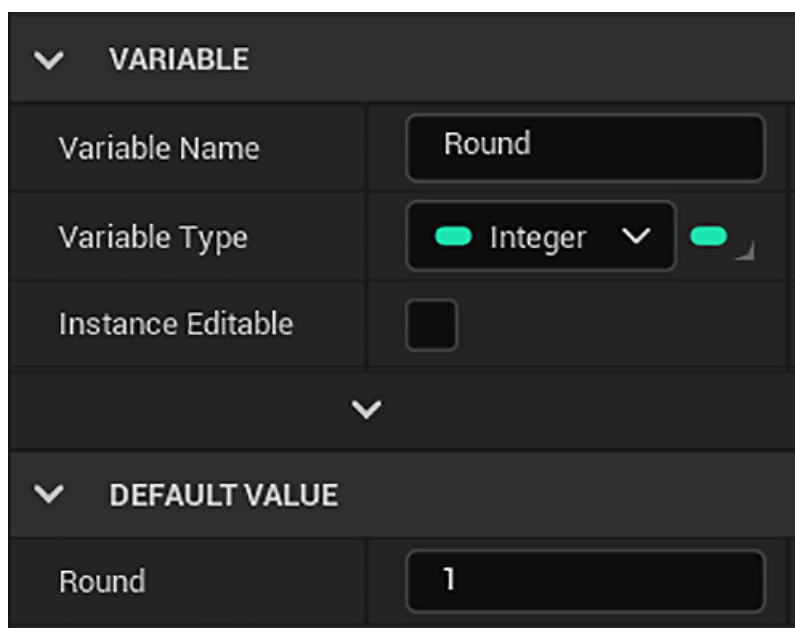 VARIABLE
Variable Name Round
Variable Type Integer
Instance Editable
DEFAULT VALUE
Round 1